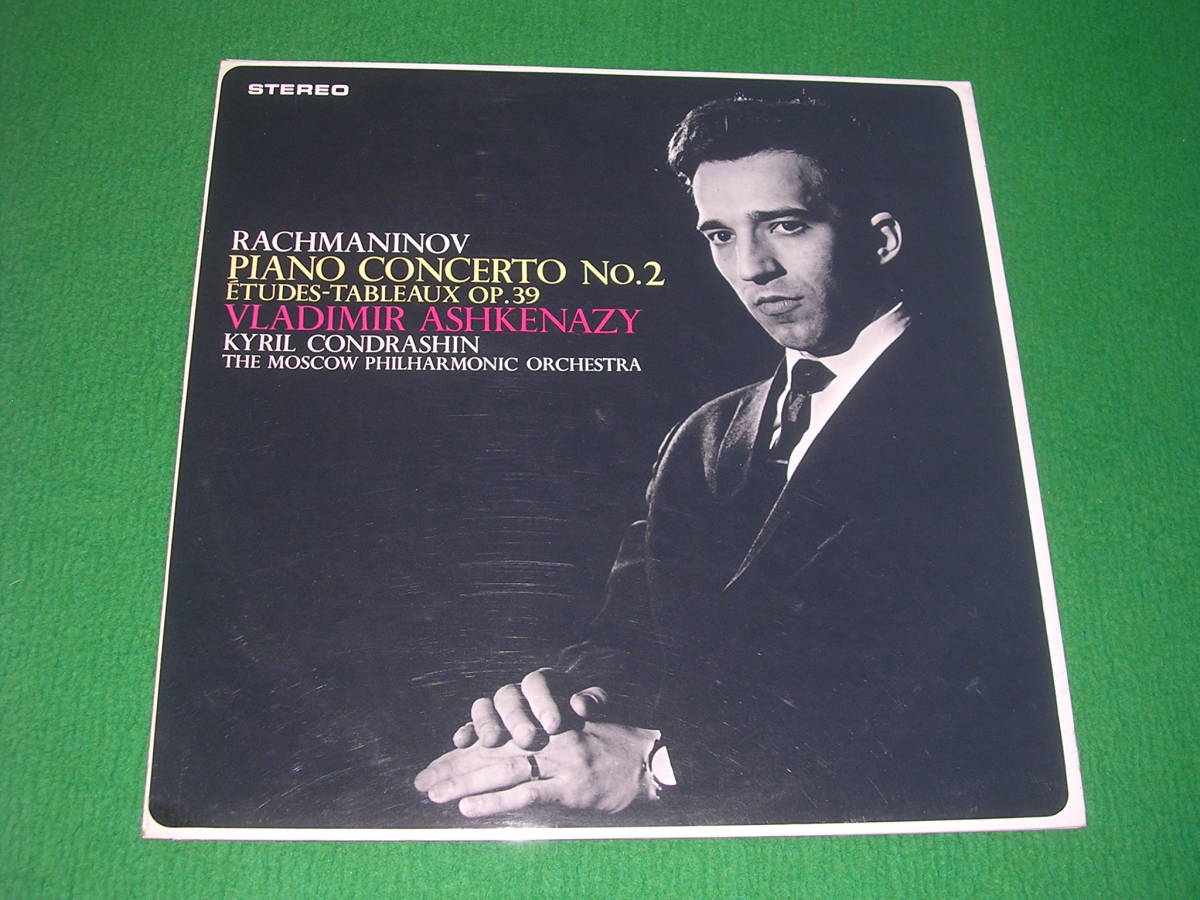 STEREO
RACHMANINOV
PIANO CONCERTO No.2
ÉTUDES-TABLEAUX OP.39
VLADIMIR ASHKENAZY
KYRIL CONDRASHIN
THE MOSCOW PHILHARMONIC ORCHESTRA